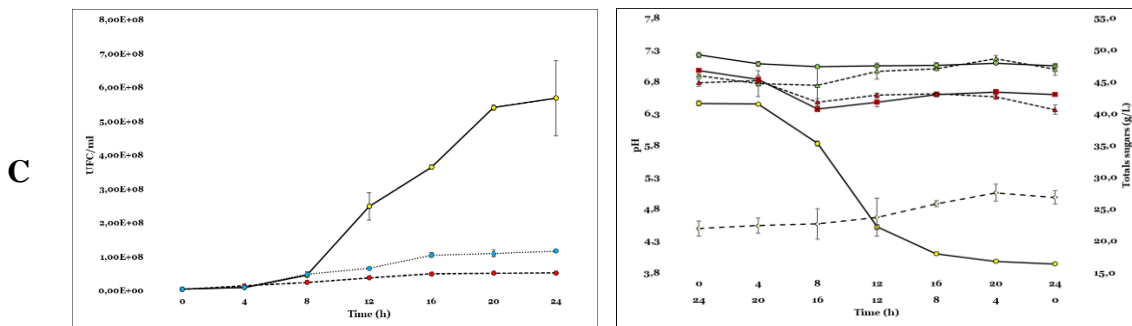 C
8,00E+08
7,00E+08
6,00E+08
5,00E+08
4,00E+08
3,00E+08
2,00E+08
1,00E+08
0,00E+00
UFC/ml
0 4 8 12 16 20 24
Time (h)
7,8
7,3
6,8
6,3
5,8
5,3
4,8
4,3
3,8
pH
55,0
50,0
45,0
40,0
35,0
30,0
25,0
20,0
15,0
Totals sugars (g/L)
0 4 8 12 16 20 24
24 20 16 12 8 4 0
Time (h)